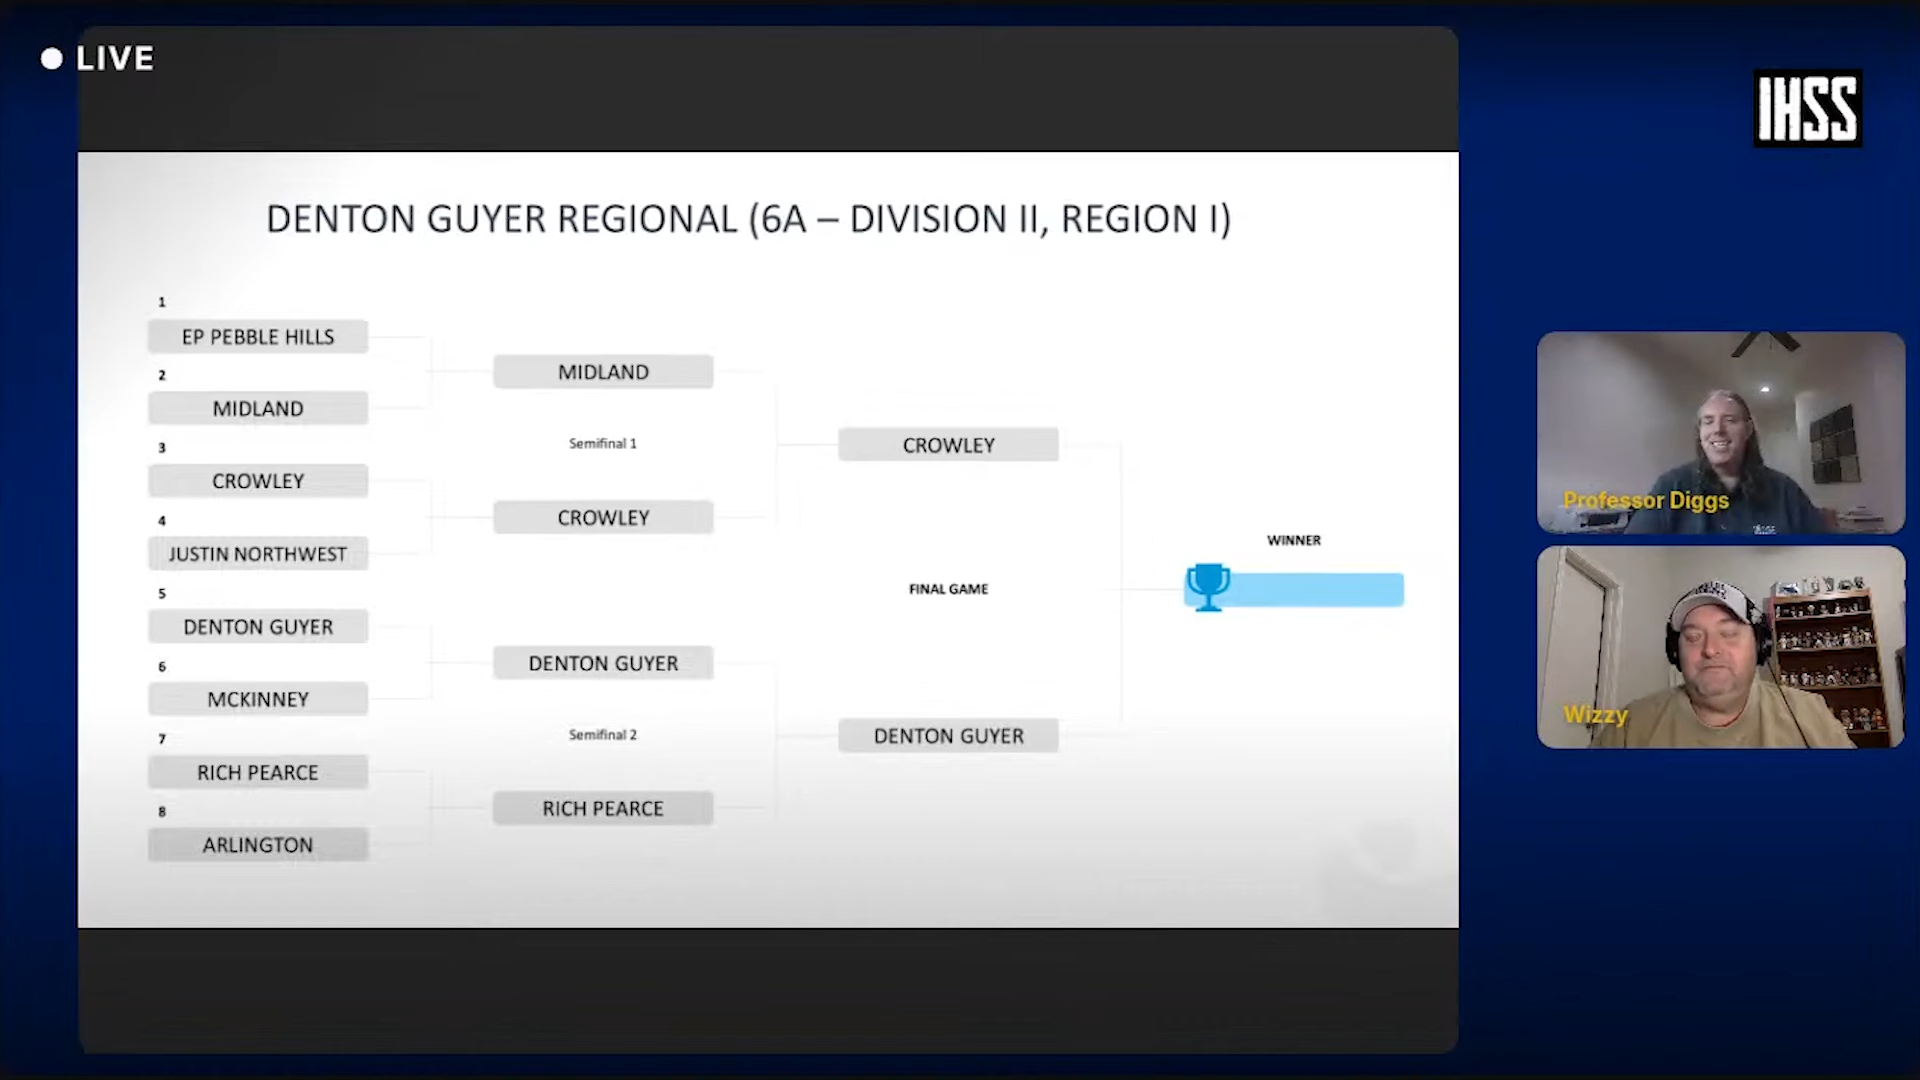 LIVE
IHSS
DENTON GUYER REGIONAL (6A – DIVISION II, REGION I)
1
EP PEBBLE HILLS
2
MIDLAND
3
CROWLEY
4
JUSTIN NORTHWEST
5
DENTON GUYER
6
MCKINNEY
7
RICH PEARCE
8
ARLINGTON
MIDLAND
Semifinal 1
CROWLEY
DENTON GUYER
Semifinal 2
RICH PEARCE
CROWLEY
FINAL GAME
DENTON GUYER
WINNER
Professor Diggs
Wizzy